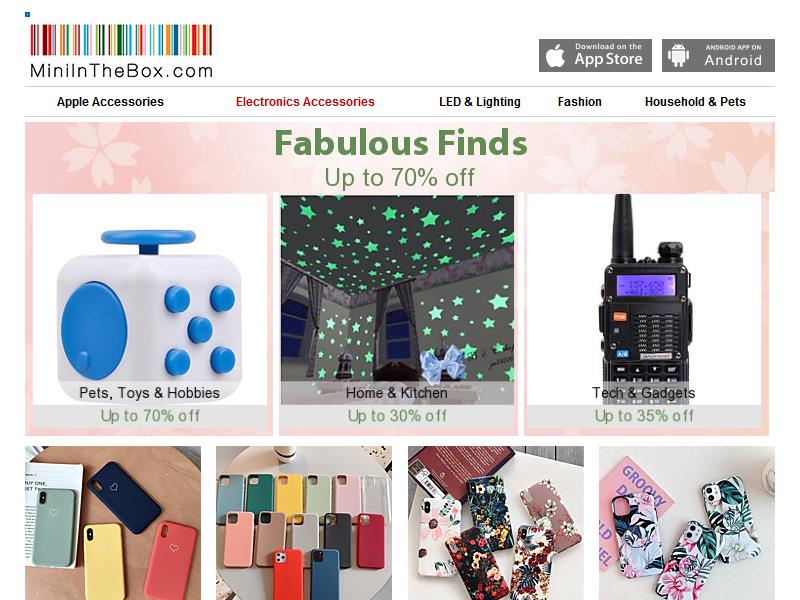 MiniInTheBox.com
Download on the
App Store
ANDROID APP ON
Android
Apple Accessories
Electronics Accessories
LED & Lighting
Fashion
Household & Pets
Fabulous Finds
Up to 70% off
Pets, Toys & Hobbies
Up to 70% off
Home & Kitchen
Up to 30% off
Tech & Gadgets
Up to 35% off
GROOVY